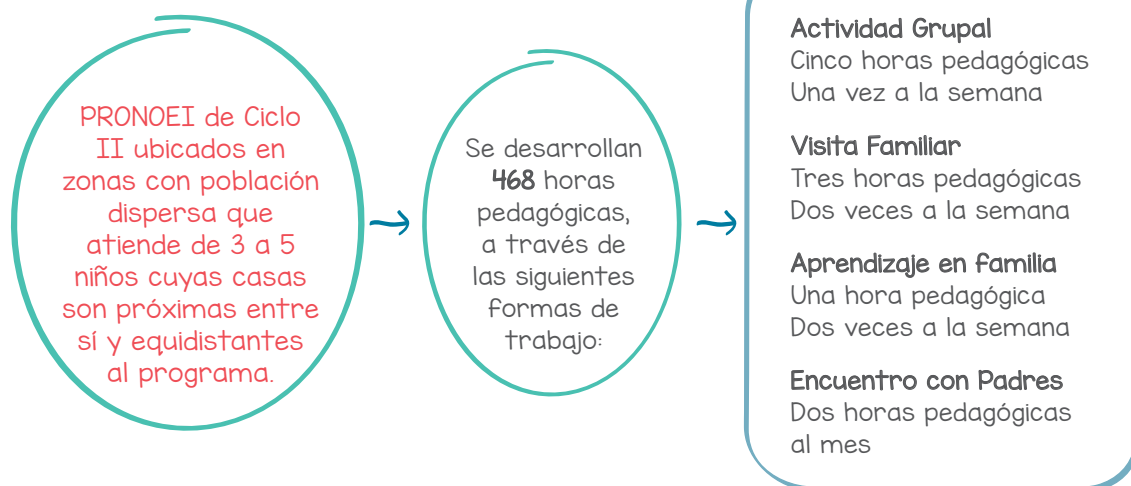 PRONOEI de Ciclo
II ubicados en
zonas con población
dispersa que
atiende de 3 a 5
niños cuyas casas
son próximas entre
sí y equidistantes
al programa.
Se desarrollan
468 horas
pedagógicas,
a través de
las siguientes
formas de
trabajo:
Actividad Grupal
Cinco horas pedagógicas
Una vez a la semana
Visita Familiar
Tres horas pedagógicas
Dos veces a la semana
Aprendizaje en familia
Una hora pedagógica
Dos veces a la semana
Encuentro con Padres
Dos horas pedagógicas
al mes